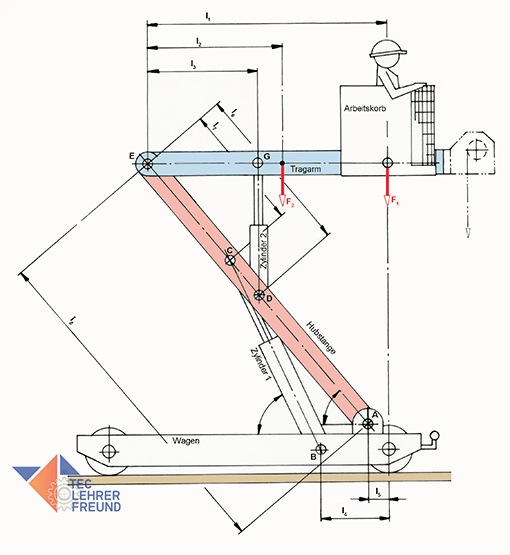 l₁
l₂
l₃
Arbeitskorb
l₆
l₇
E
G
Tragarm
F₂
F₁
C
Zylinder 2
D
Hubstange
Zylinder 1
A
Wagen
B
TEC
LEHRER
FREUND
l₅
l₄